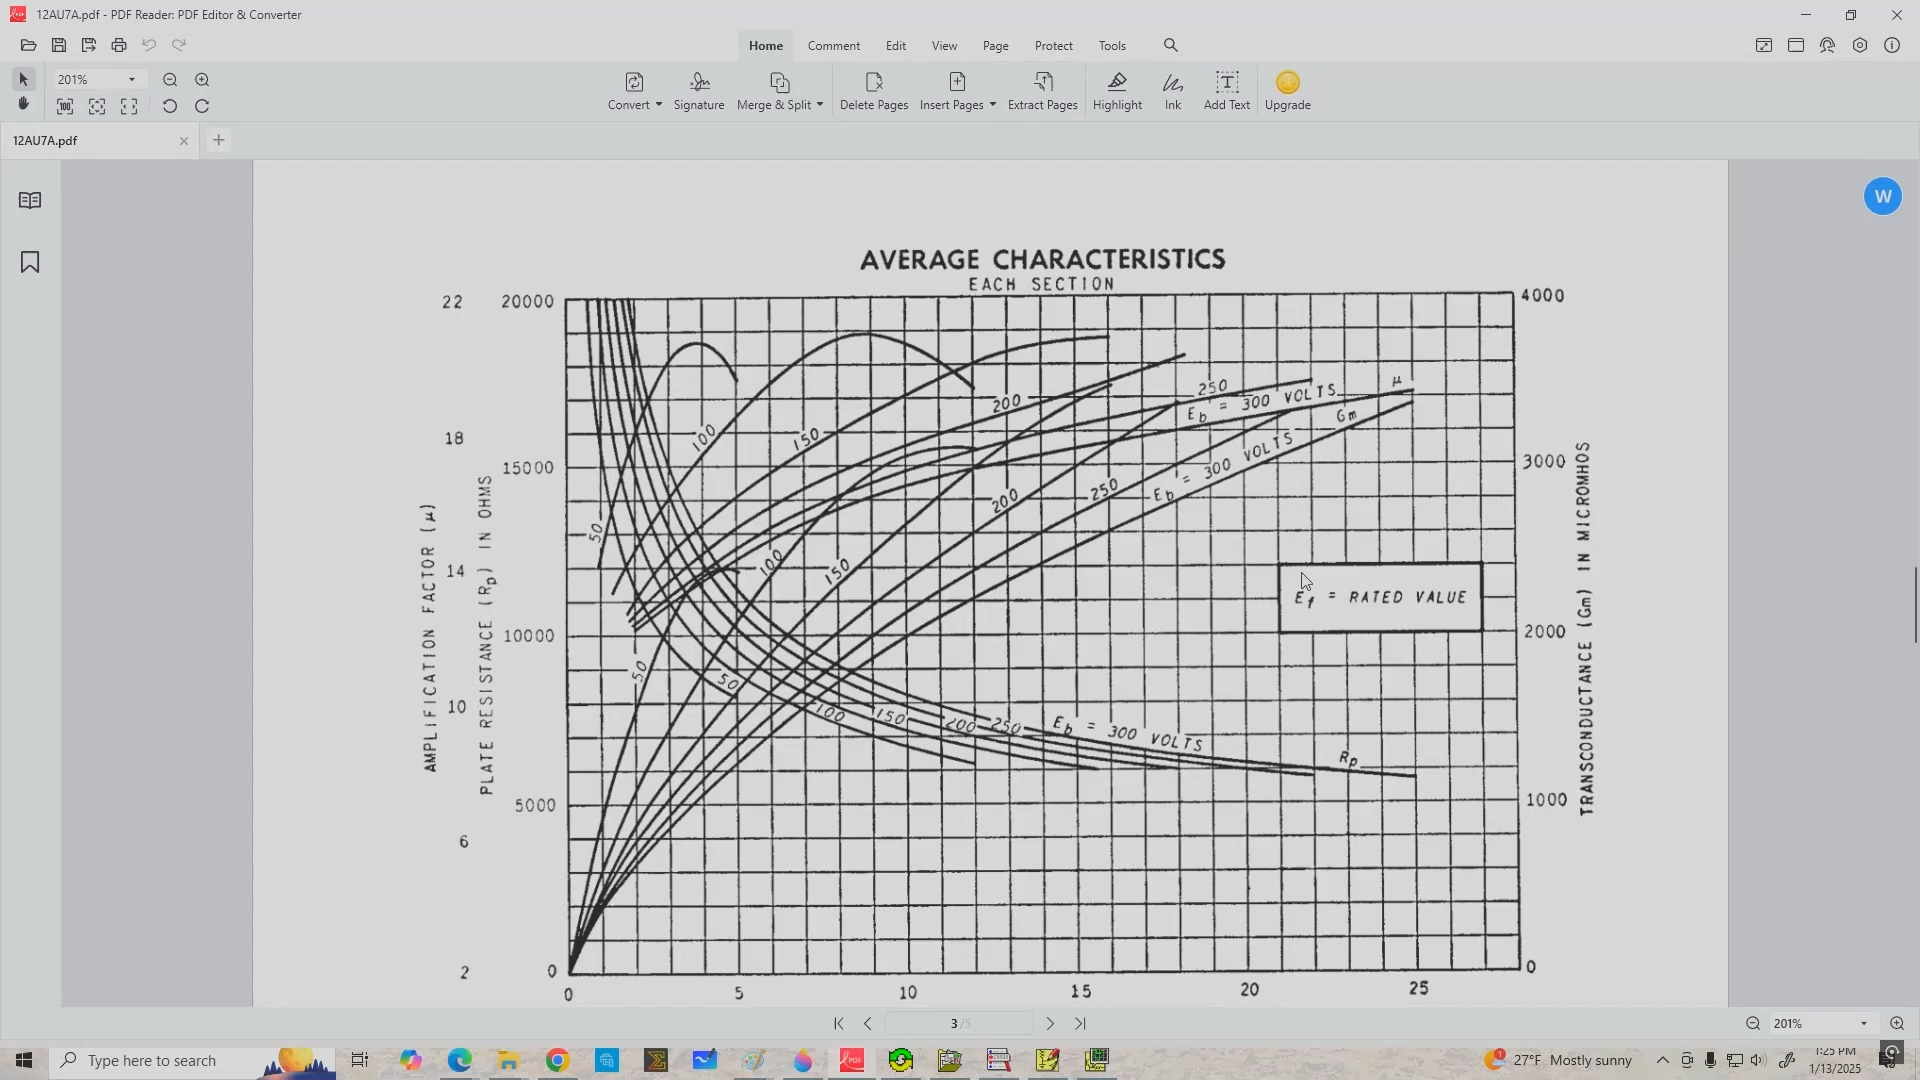 12AU7A.pdf - PDF Reader: PDF Editor & Converter
Home Comment Edit View Page Protect Tools
201%
Convert Signature Merge & Split Delete Pages Insert Pages Extract Pages Highlight Ink Add Text Upgrade
12AU7A.pdf
W
AVERAGE CHARACTERISTICS
EACH SECTION
22 20000 4000
18
15000 3000
14
10000 2000
10
5000 1000
6
2 0 0
AMPLIFICATION FACTOR (μ)
PLATE RESISTANCE (Rp) IN OHMS
TRANSCONDUCTANCE (Gm) IN MICROMHOS
50 100 150 200 250
Eb = 300 VOLTS μ
Gm
50 100 150 200 250 Eb = 300 VOLTS
Ef = RATED VALUE
50 100 150 200 250 Eb = 300 VOLTS
Rp
0 5 10 15 20 25
3 /5
201%
Type here to search
27°F Mostly sunny
1:25 PM
1/13/2025